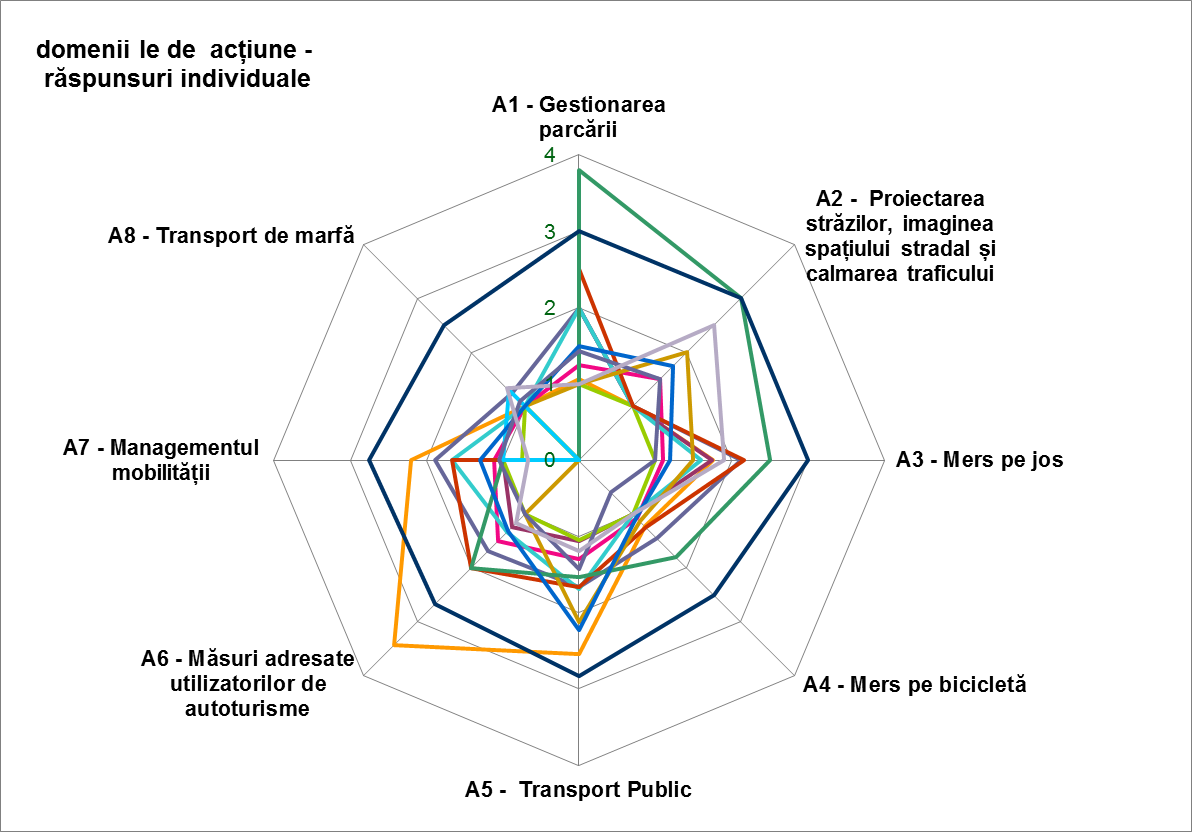 domenii le de acțiune -
răspunsuri individuale
A1 - Gestionarea
parcării
4
3
2
1
0
A2 - Proiectarea
străzilor, imaginea
spațiului stradal și
calmarea traficului
A3 - Mers pe jos
A4 - Mers pe bicicletă
A5 - Transport Public
A6 - Măsuri adresate
utilizatorilor de
autoturisme
A7 - Managementul
mobilității
A8 - Transport de marfă